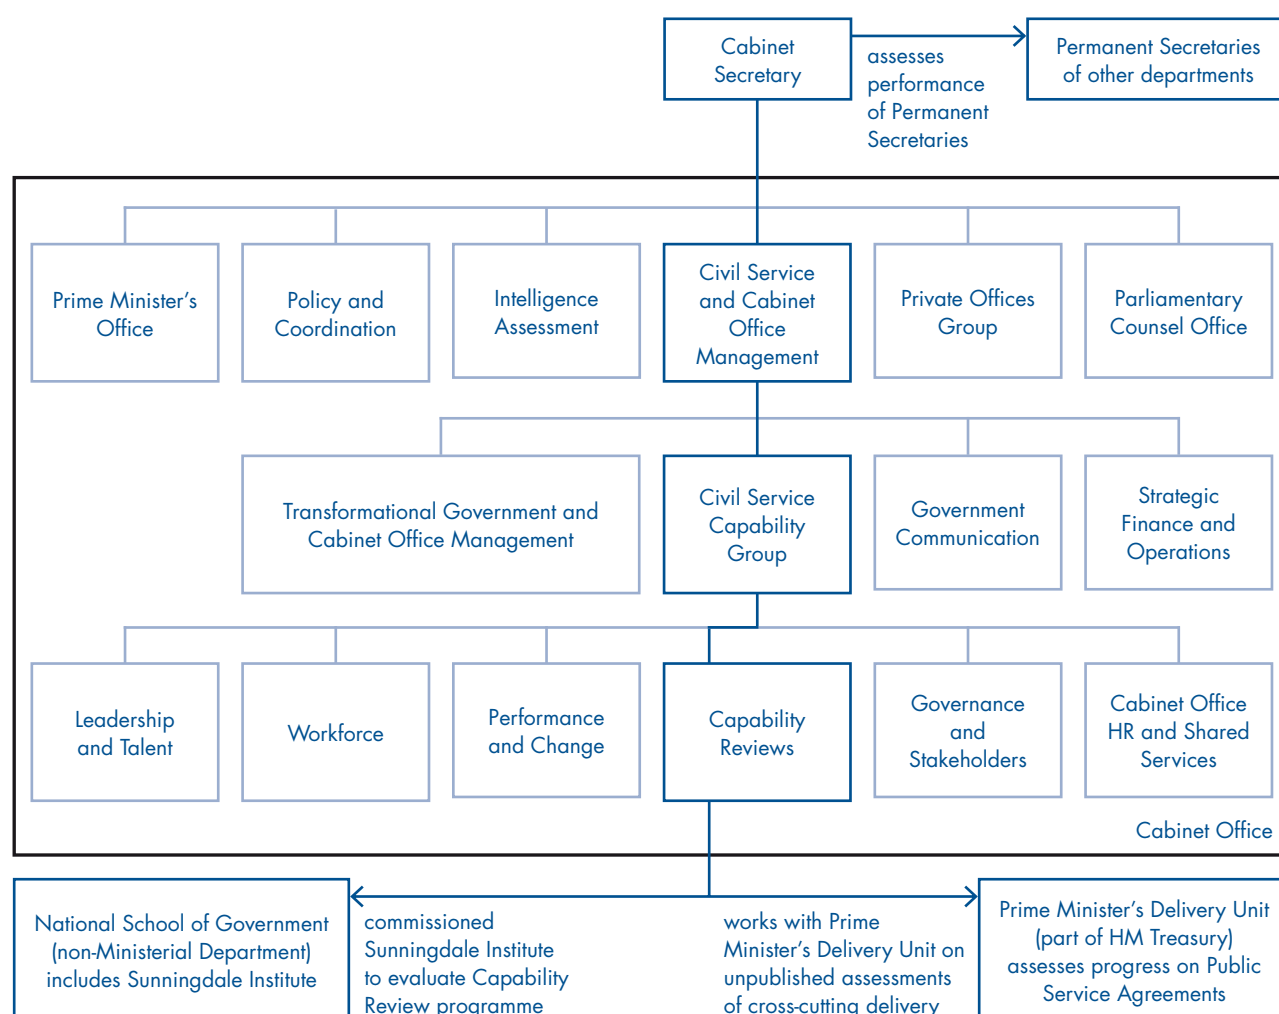 Cabinet
Secretary
assesses
performance
of Permanent
Secretaries
Permanent Secretaries
of other departments
Prime Minister’s
Office
Policy and
Coordination
Intelligence
Assessment
Civil Service
and Cabinet
Office
Management
Private Offices
Group
Parliamentary
Counsel Office
Transformational Government and
Cabinet Office Management
Civil Service
Capability
Group
Government
Communication
Strategic
Finance and
Operations
Leadership
and Talent
Workforce
Performance
and Change
Capability
Reviews
Governance
and
Stakeholders
Cabinet Office
HR and Shared
Services
Cabinet Office
National School of Government
(non-Ministerial Department)
includes Sunningdale Institute
commissioned
Sunningdale Institute
to evaluate Capability
Review programme
works with Prime
Minister’s Delivery Unit on
unpublished assessments
of cross-cutting delivery
Prime Minister’s Delivery Unit
(part of HM Treasury)
assesses progress on Public
Service Agreements